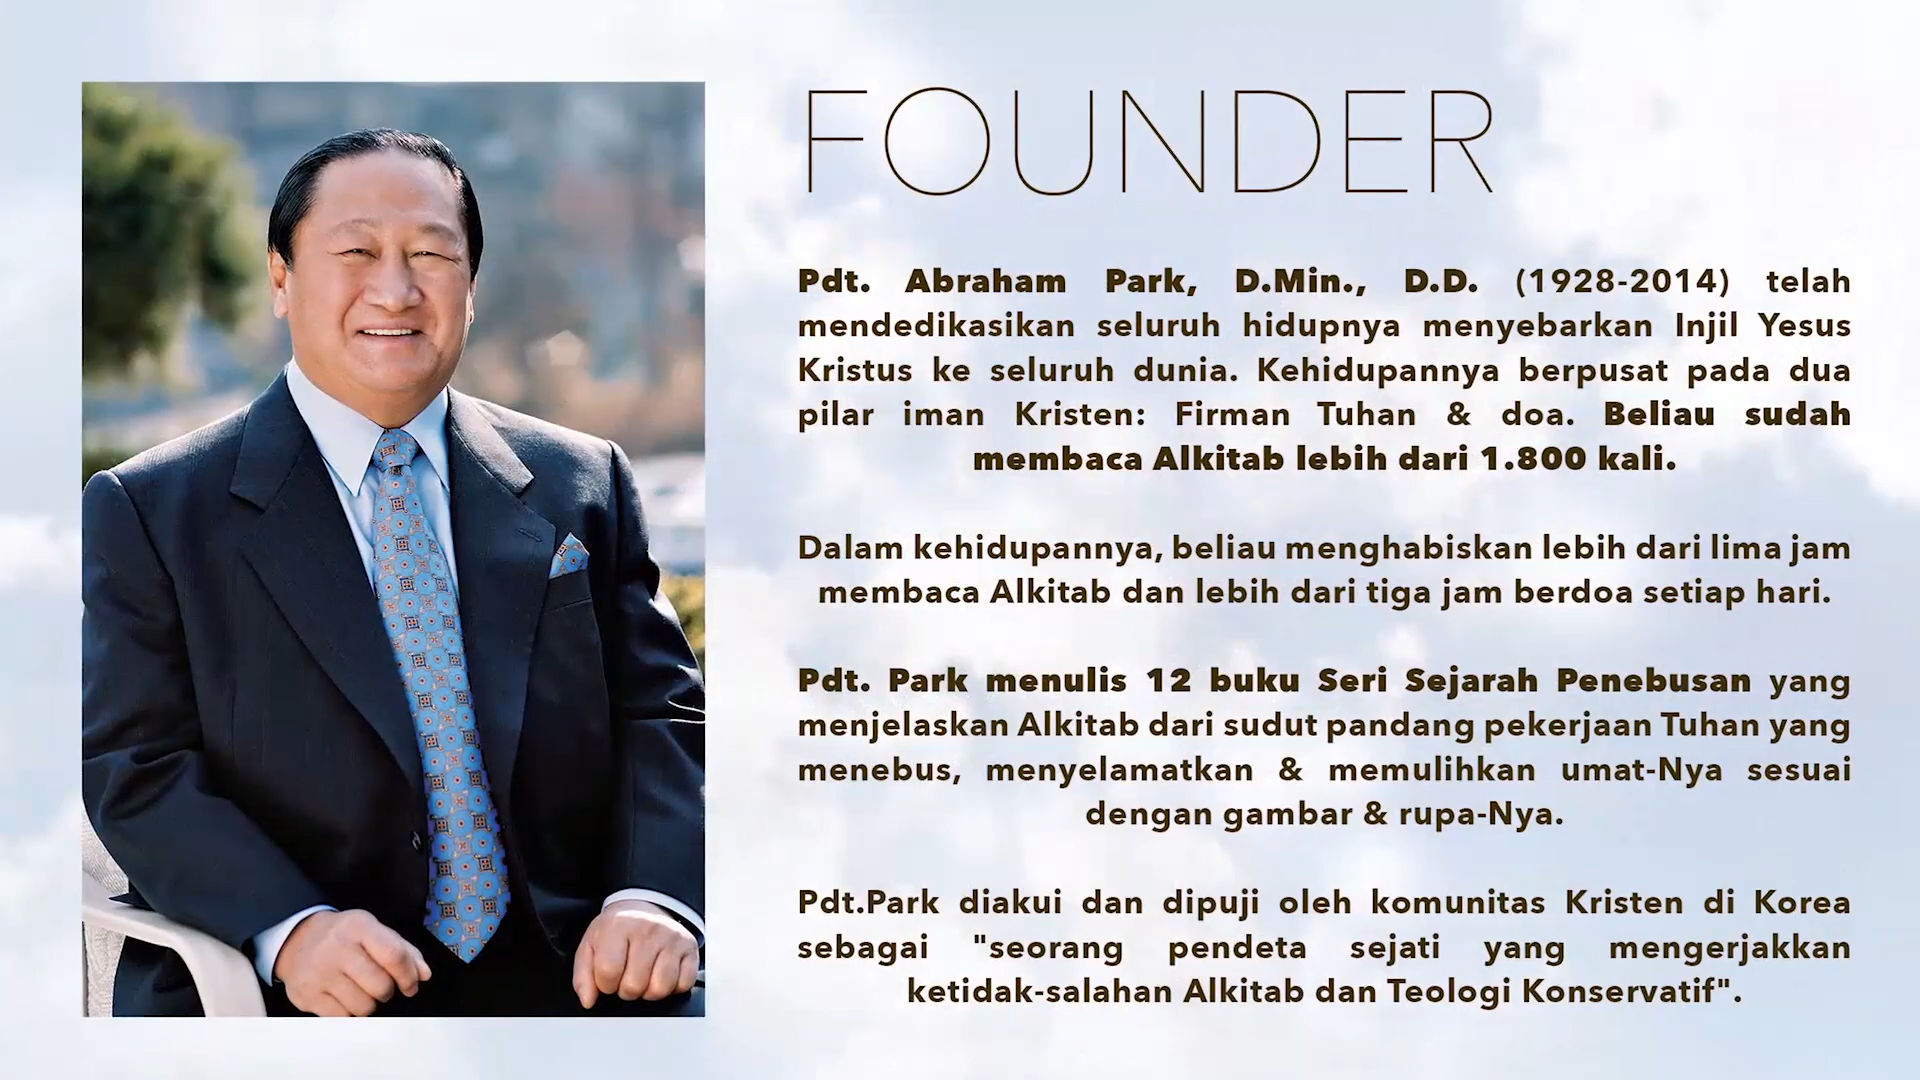 FOUNDER
Pdt. Abraham Park, D.Min., D.D. (1928-2014) telah
mendedikasikan seluruh hidupnya menyebarkan Injil Yesus
Kristus ke seluruh dunia. Kehidupannya berpusat pada dua
pilar iman Kristen: Firman Tuhan & doa. Beliau sudah
membaca Alkitab lebih dari 1.800 kali.
Dalam kehidupannya, beliau menghabiskan lebih dari lima jam
membaca Alkitab dan lebih dari tiga jam berdoa setiap hari.
Pdt. Park menulis 12 buku Seri Sejarah Penebusan yang
menjelaskan Alkitab dari sudut pandang pekerjaan Tuhan yang
menebus, menyelamatkan & memulihkan umat-Nya sesuai
dengan gambar & rupa-Nya.
Pdt.Park diakui dan dipuji oleh komunitas Kristen di Korea
sebagai "seorang pendeta sejati yang mengerjakkan
ketidak-salahan Alkitab dan Teologi Konservatif".